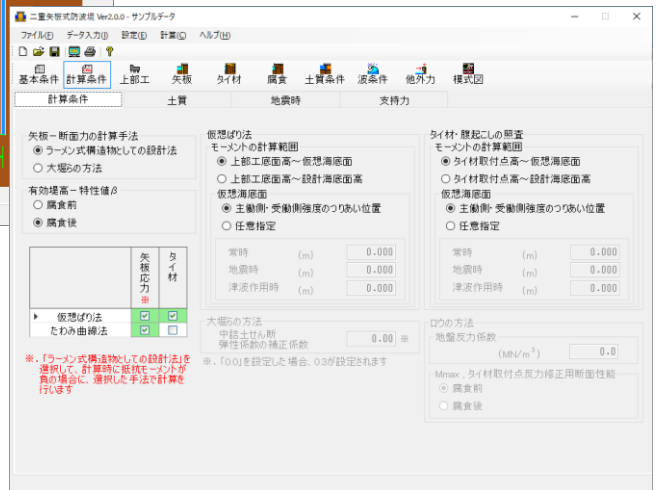 二重矢板式防波堤 Ver2.0.0 - サンプルデータ
ファイル(F) データ入力(I) 設定(E) 計算(C) ヘルプ(H)
基本条件 計算条件 上部工 矢板 タイ材 腐食 土質条件 波条件 他外力 模式図
計算条件 土質 地震時 支持力
矢板－断面力の計算手法
ラーメン式構造物としての設計法
大堀らの方法
有効堤高－特性値β
腐食前
腐食後
矢板応力※ タイ材
仮想ばり法
たわみ曲線法
※．「ラーメン式構造物としての設計法」を
選択して、計算時に抵抗モーメントが
負の場合に、選択した手法で計算を
行います
仮想ばり法
モーメントの計算範囲
上部工底面高～仮想海底面
上部工底面高～設計海底面高
仮想海底面
主働側・受働側強度のつりあい位置
任意指定
常時 (m) 0.000
地震時 (m) 0.000
津波作用時 (m) 0.000
大堀らの方法
中詰土せん断
弾性係数の補正係数 0.00 ※
※．「0.0」を設定した場合、0.3が設定されます
タイ材・腹起こしの照査
モーメントの計算範囲
タイ材取付点高～仮想海底面
タイ材取付点高～設計海底面高
仮想海底面
主働側・受働側強度のつりあい位置
任意指定
常時 (m) 0.000
地震時 (m) 0.000
津波作用時 (m) 0.000
ロウの方法
地盤反力係数
(MN/m³) 0.0
Mmax，タイ材取付点反力修正用断面性能
腐食前
腐食後